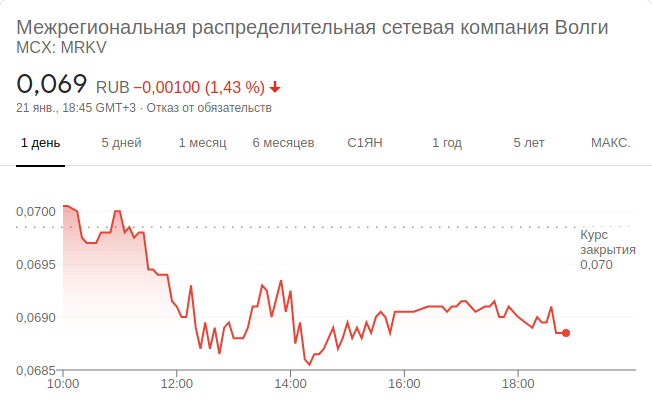 Межрегиональная распределительная сетевая компания Волги
MCX: MRKV
0,069 RUB −0,00100 (1,43 %)
21 янв., 18:45 GMT+3 · Отказ от обязательств
1 день 5 дней 1 месяц 6 месяцев С1ЯН 1 год 5 лет МАКС.
0,0700
Курс
закрытия
0,070
0,0695
0,0690
0,0685
10:00 12:00 14:00 16:00 18:00